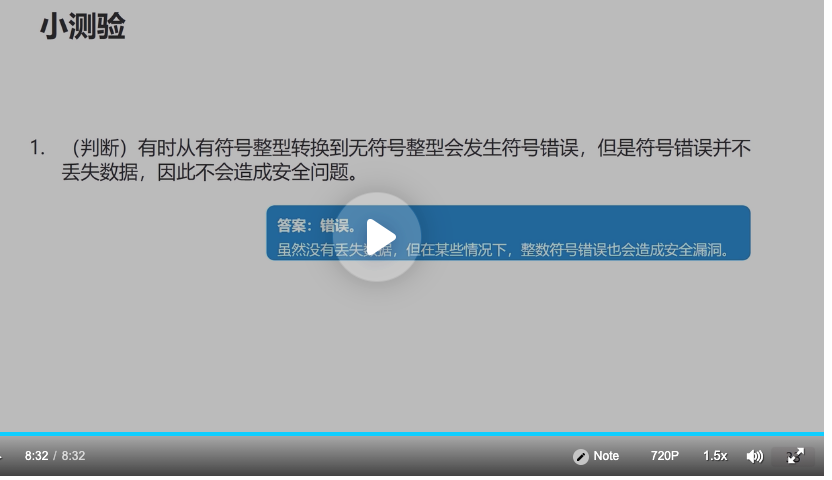 小测验
1. （判断）有时从有符号整型转换到无符号整型会发生符号错误，但是符号错误并不
丢失数据，因此不会造成安全问题。
答案：错误。
虽然没有丢失数据，但在某些情况下，整数符号错误也会造成安全漏洞。
8:32 / 8:32 Note 720P 1.5x